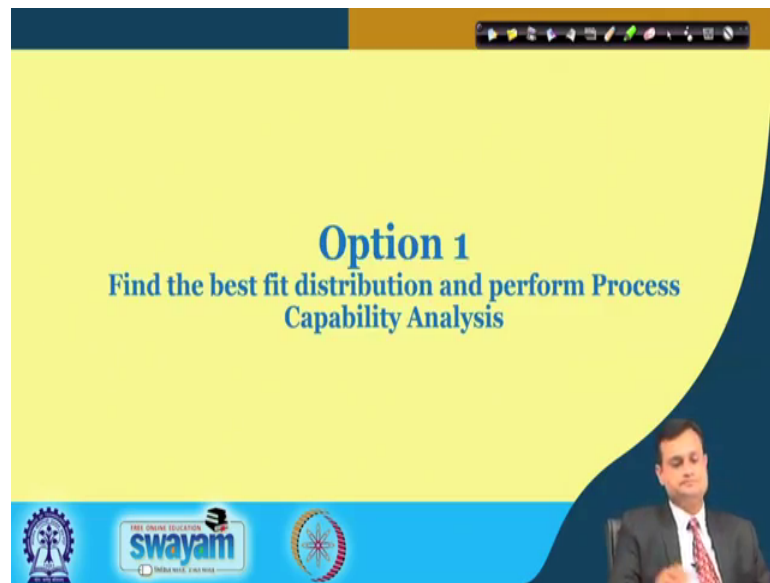 Option 1
Find the best fit distribution and perform Process
Capability Analysis
FREE ONLINE EDUCATION
swayam